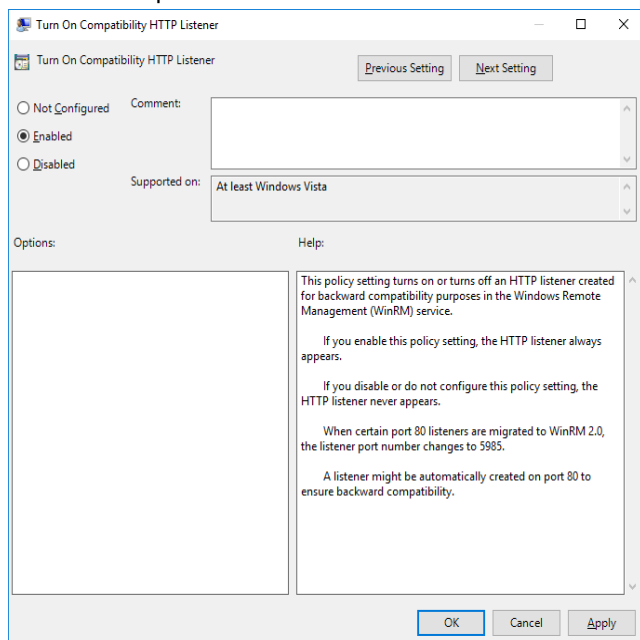 Turn On Compatibility HTTP Listener
Turn On Compatibility HTTP Listener
Previous Setting
Next Setting
Not Configured
Comment:
Enabled
Disabled
Supported on:
At least Windows Vista
Options:
Help:
This policy setting turns on or turns off an HTTP listener created
for backward compatibility purposes in the Windows Remote
Management (WinRM) service.
If you enable this policy setting, the HTTP listener always
appears.
If you disable or do not configure this policy setting, the
HTTP listener never appears.
When certain port 80 listeners are migrated to WinRM 2.0,
the listener port number changes to 5985.
A listener might be automatically created on port 80 to
ensure backward compatibility.
OK
Cancel
Apply